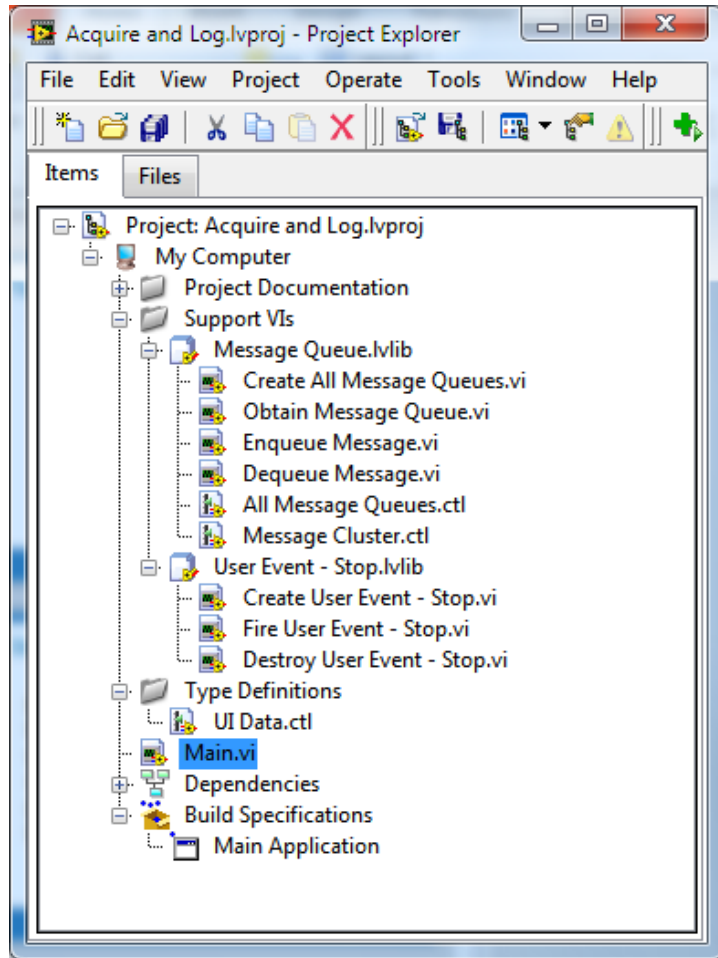 Acquire and Log.lvproj - Project Explorer
File Edit View Project Operate Tools Window Help
Items Files
Project: Acquire and Log.lvproj
My Computer
Project Documentation
Support VIs
Message Queue.lvlib
Create All Message Queues.vi
Obtain Message Queue.vi
Enqueue Message.vi
Dequeue Message.vi
All Message Queues.ctl
Message Cluster.ctl
User Event - Stop.lvlib
Create User Event - Stop.vi
Fire User Event - Stop.vi
Destroy User Event - Stop.vi
Type Definitions
UI Data.ctl
Main.vi
Dependencies
Build Specifications
Main Application